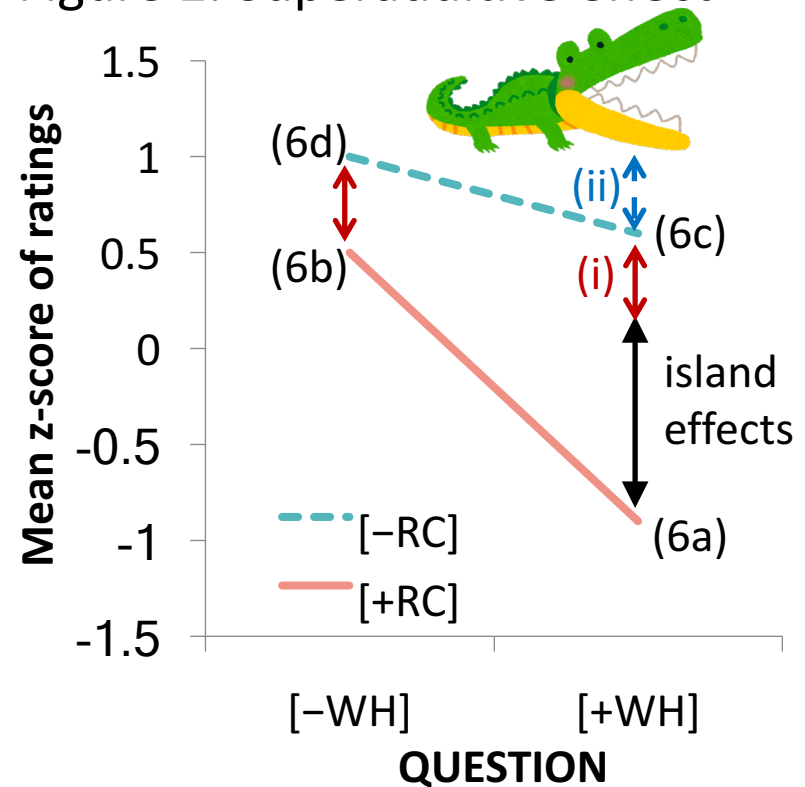 1.5
1
0.5
0
-0.5
-1
-1.5
Mean z-score of ratings
(6d)
(6b)
(ii)
(6c)
(i)
island
effects
(6a)
[−RC]
[+RC]
[−WH]
[+WH]
QUESTION